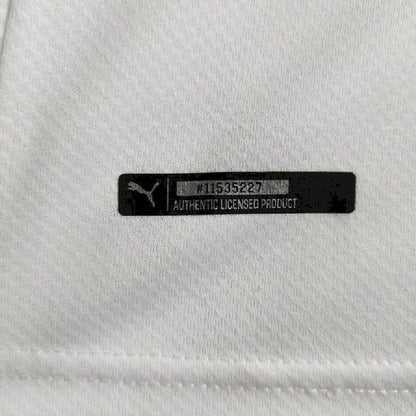 #11535227
AUTHENTIC LICENSED PRODUCT